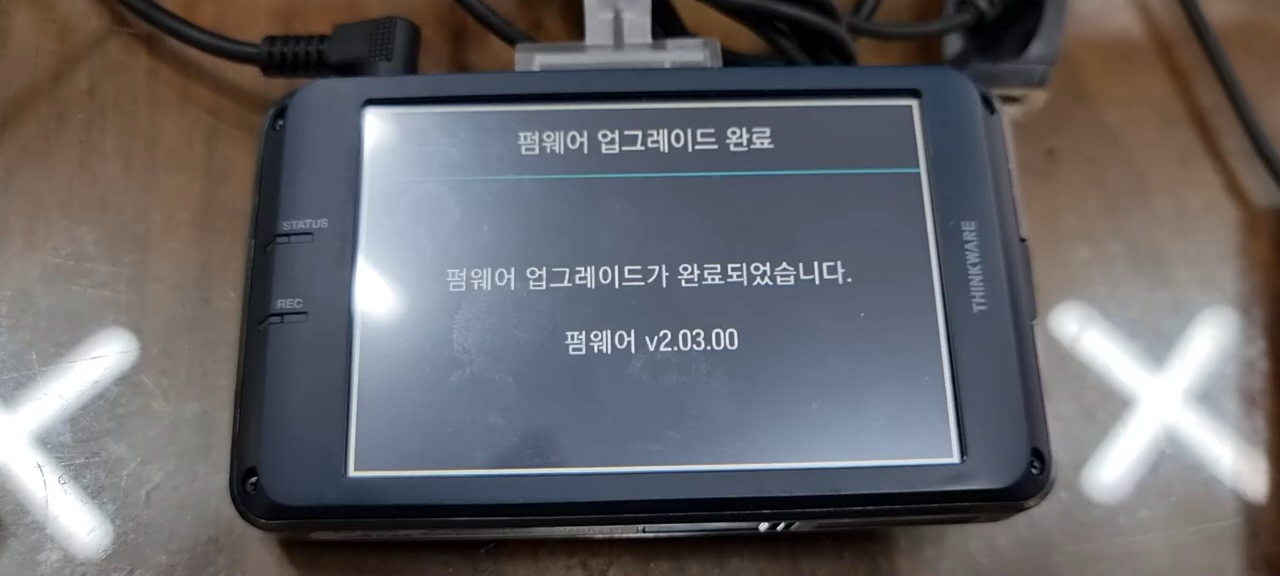 펌웨어 업그레이드 완료
STATUS
펌웨어 업그레이드가 완료되었습니다.
REC
펌웨어 v2.03.00
THINKWARE